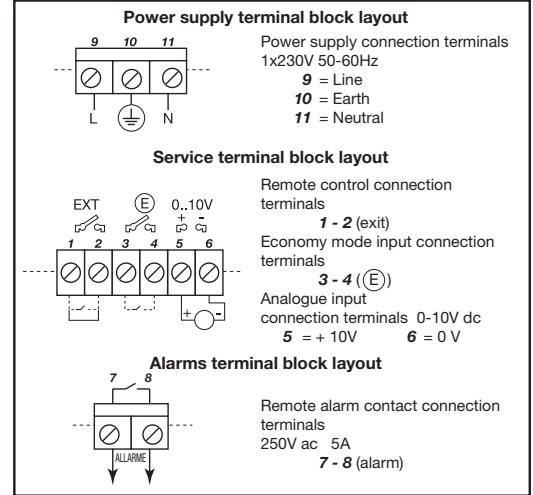 Power supply terminal block layout
9 10 11
L N
Power supply connection terminals
1x230V 50-60Hz
9 = Line
10 = Earth
11 = Neutral
Service terminal block layout
EXT E 0..10V
+ -
1 2 3 4 5 6
+ -
Remote control connection
terminals
1 - 2 (exit)
Economy mode input connection
terminals
3 - 4 (E)
Analogue input
connection terminals 0-10V dc
5 = + 10V 6 = 0 V
Alarms terminal block layout
7 8
ALLARME
Remote alarm contact connection
terminals
250V ac 5A
7 - 8 (alarm)